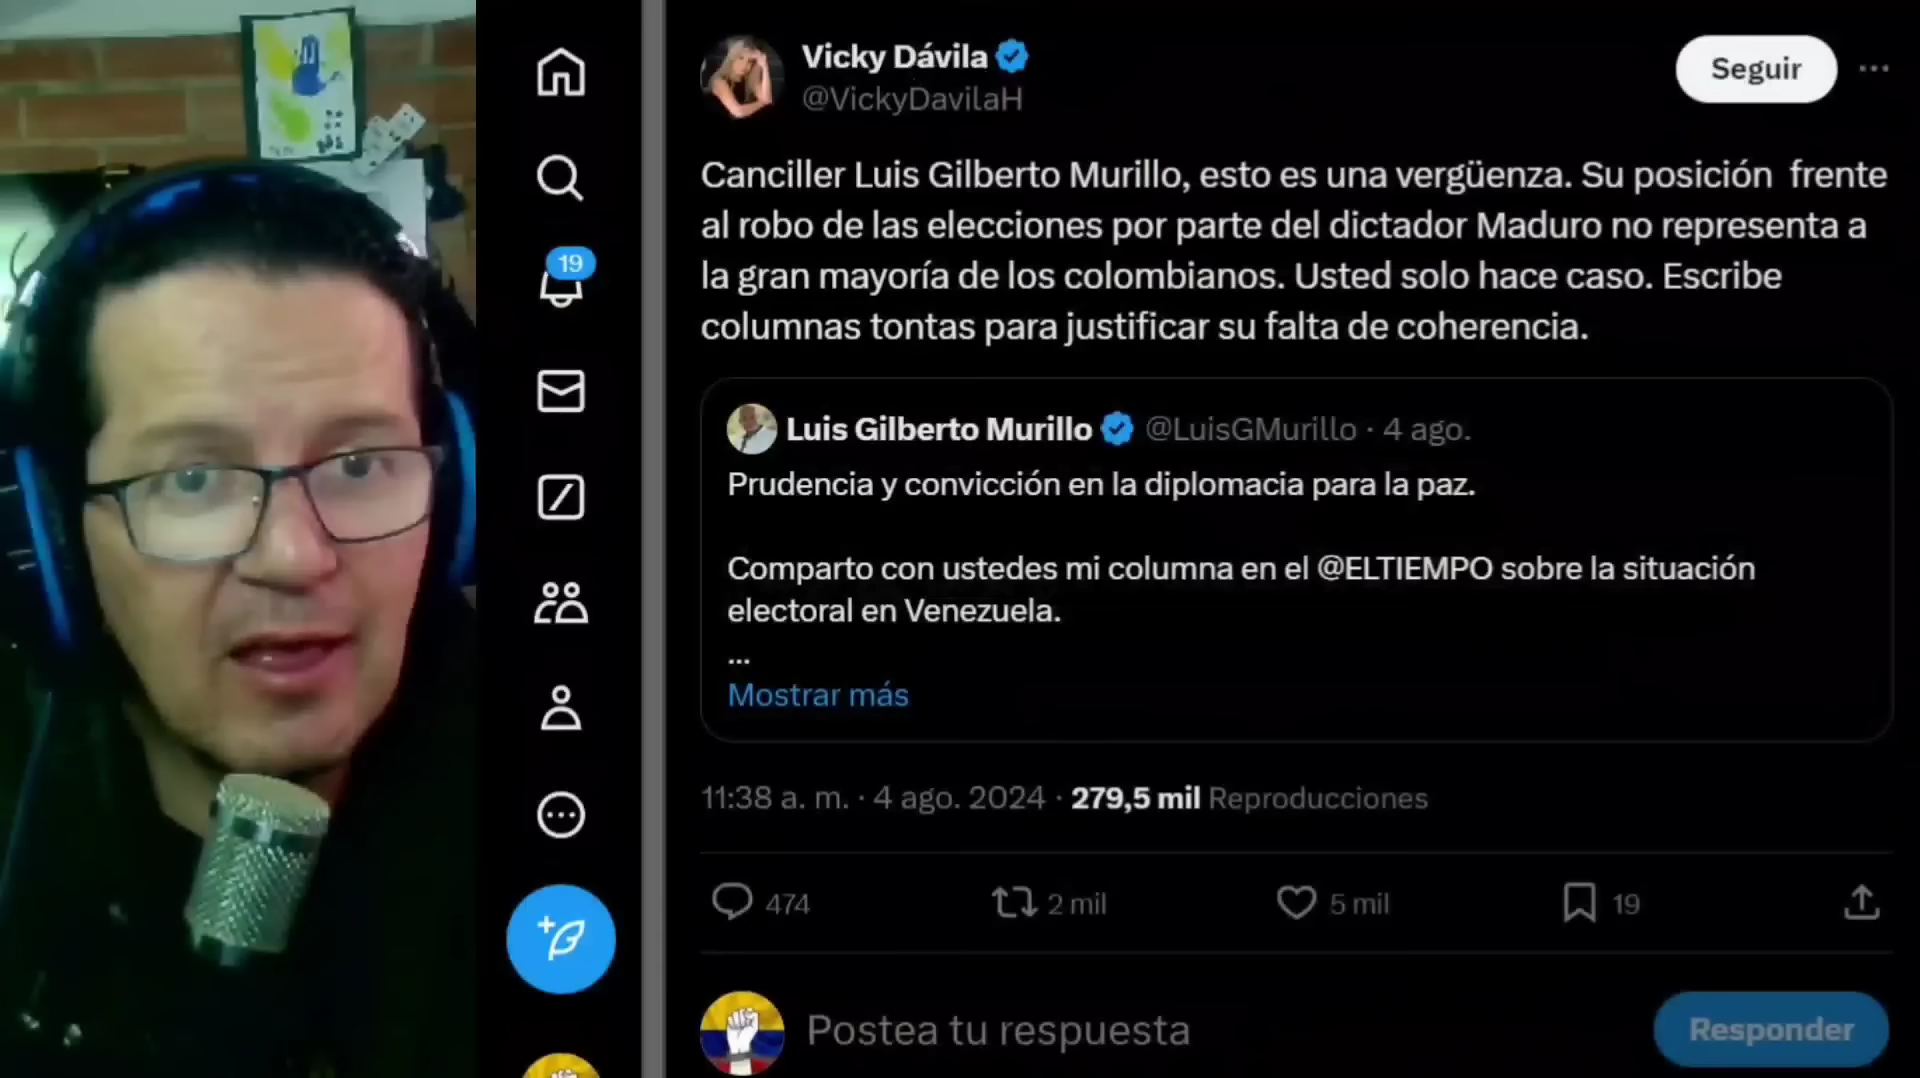 Vicky Dávila
@VickyDavilaH
Seguir
Canciller Luis Gilberto Murillo, esto es una vergüenza. Su posición  frente
al robo de las elecciones por parte del dictador Maduro no representa a
la gran mayoría de los colombianos. Usted solo hace caso. Escribe
columnas tontas para justificar su falta de coherencia.
Luis Gilberto Murillo @LuisGMurillo · 4 ago.
Prudencia y convicción en la diplomacia para la paz.
Comparto con ustedes mi columna en el @ELTIEMPO sobre la situación
electoral en Venezuela.
...
Mostrar más
11:38 a. m. · 4 ago. 2024 · 279,5 mil Reproducciones
474
2 mil
5 mil
19
Postea tu respuesta
Responder
19